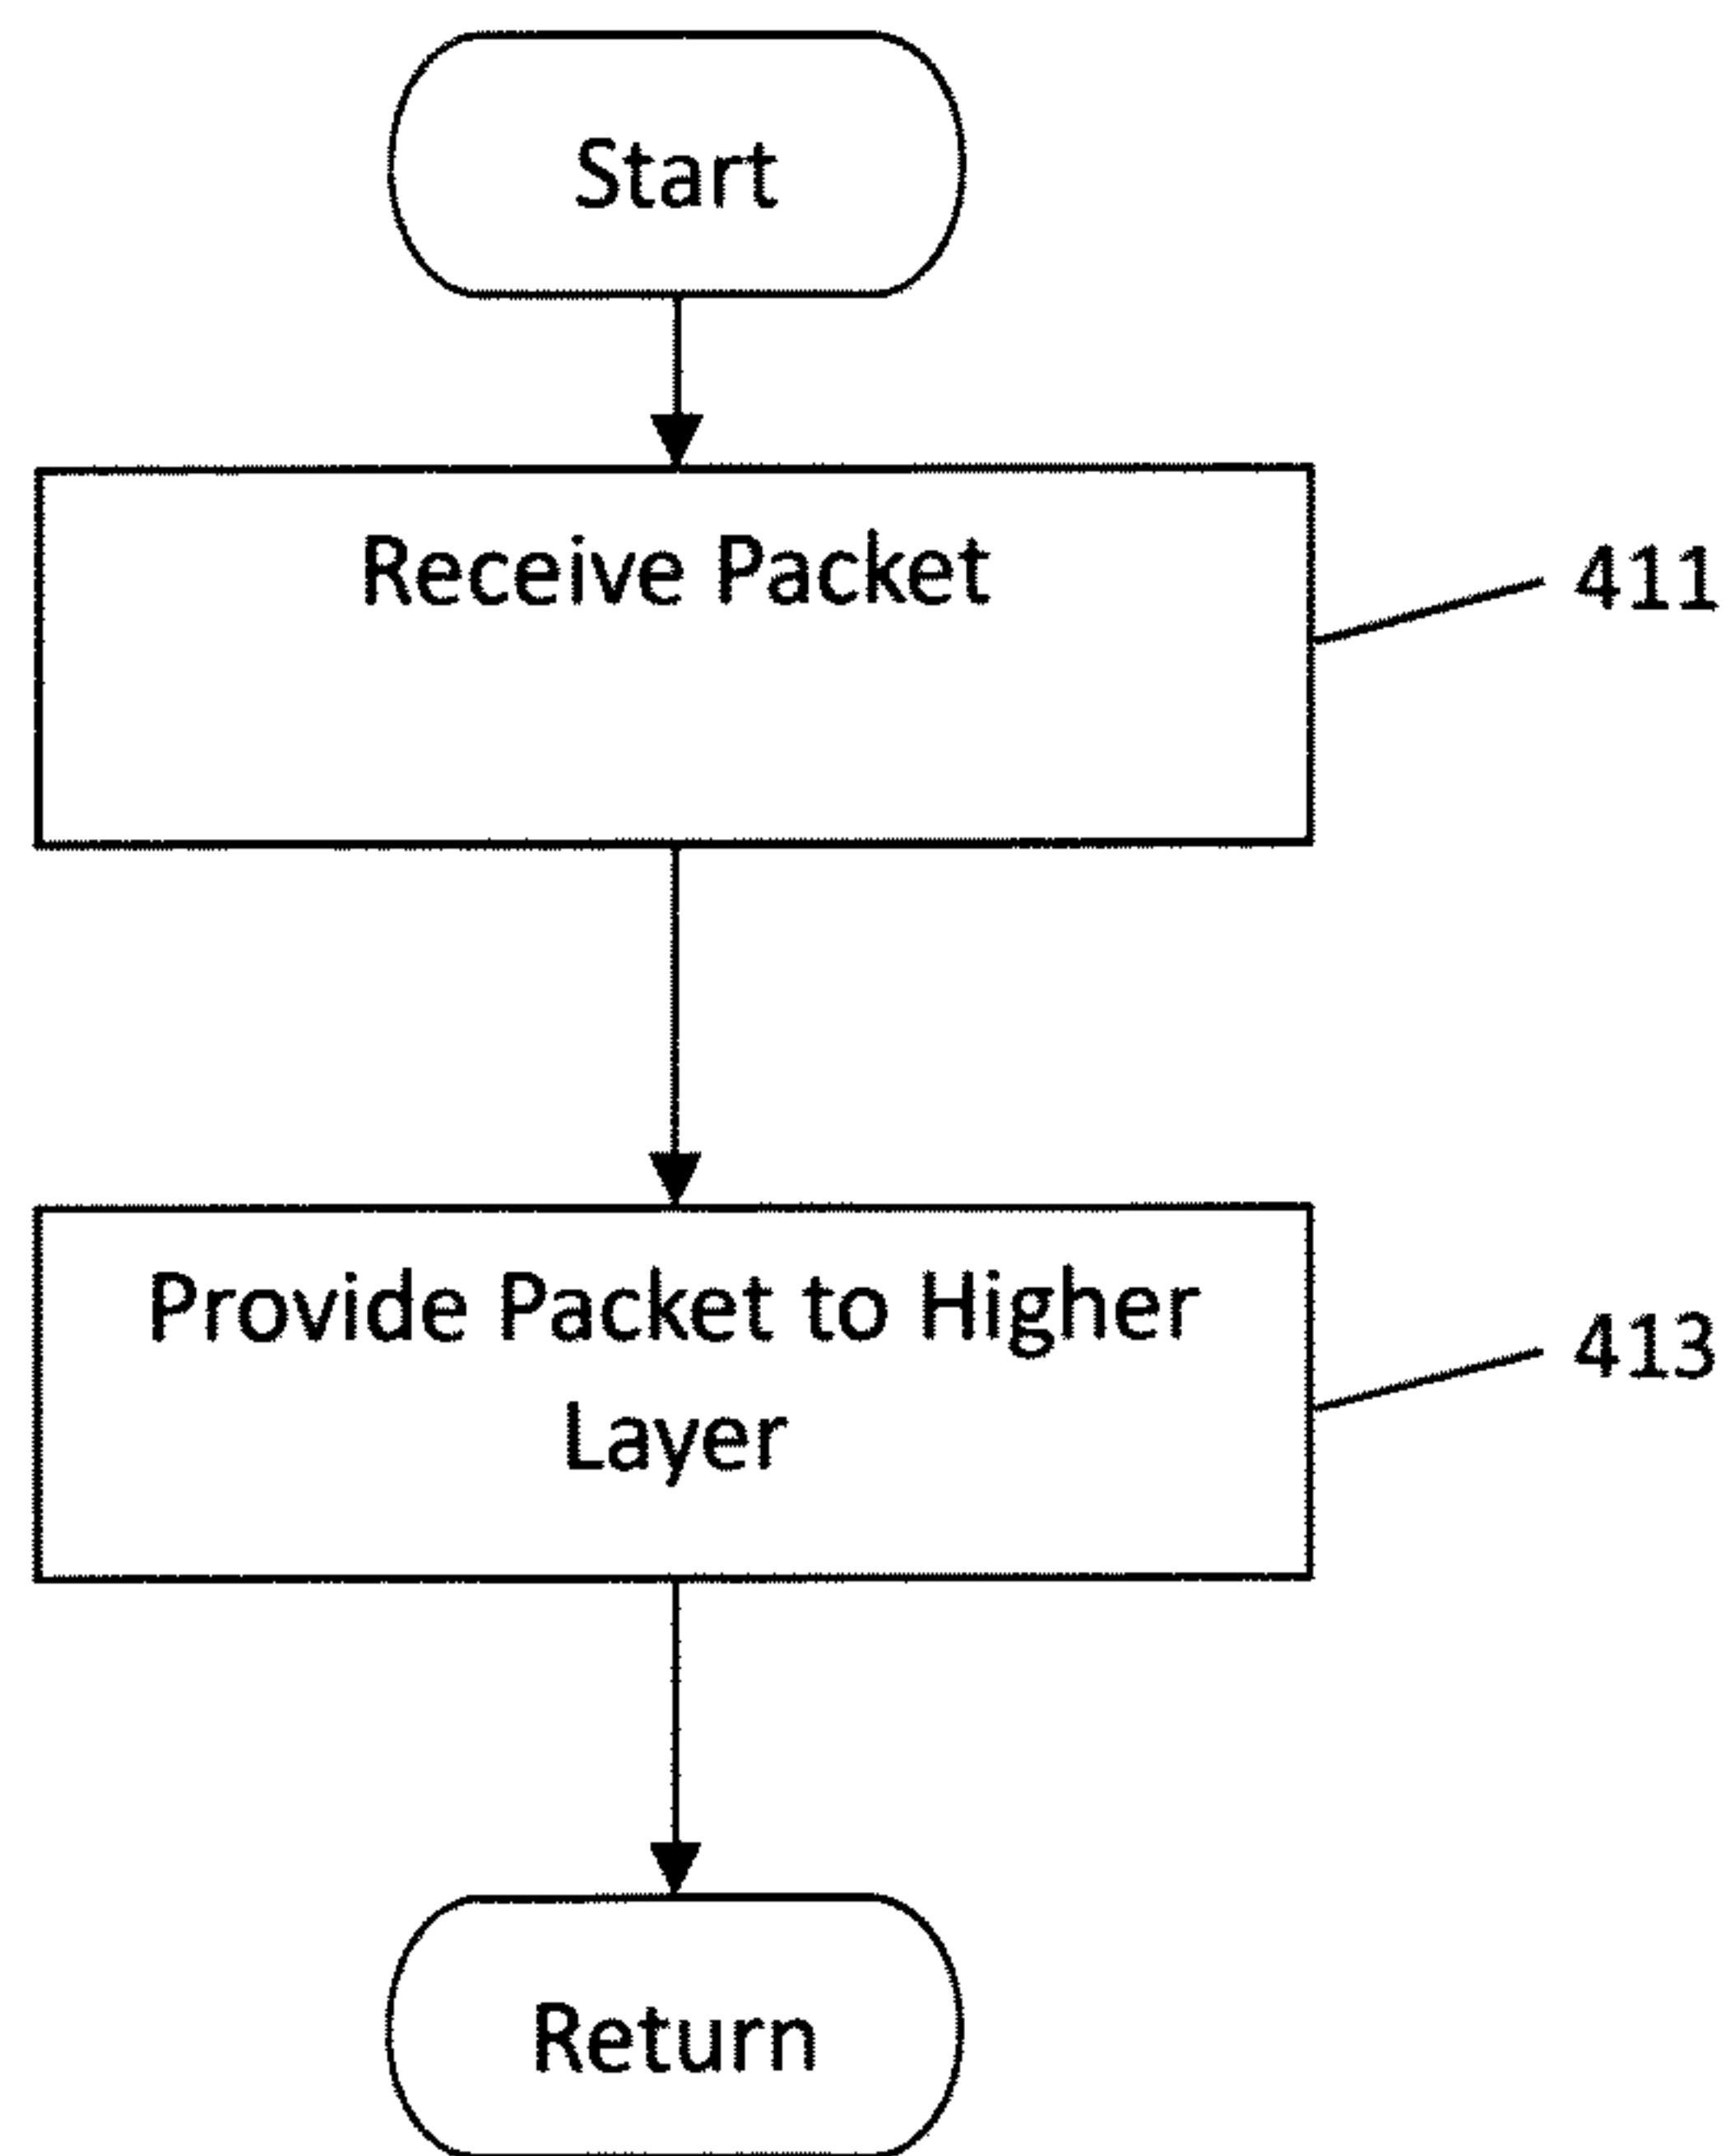 Start
Receive Packet
411
Provide Packet to Higher
Layer
413
Return